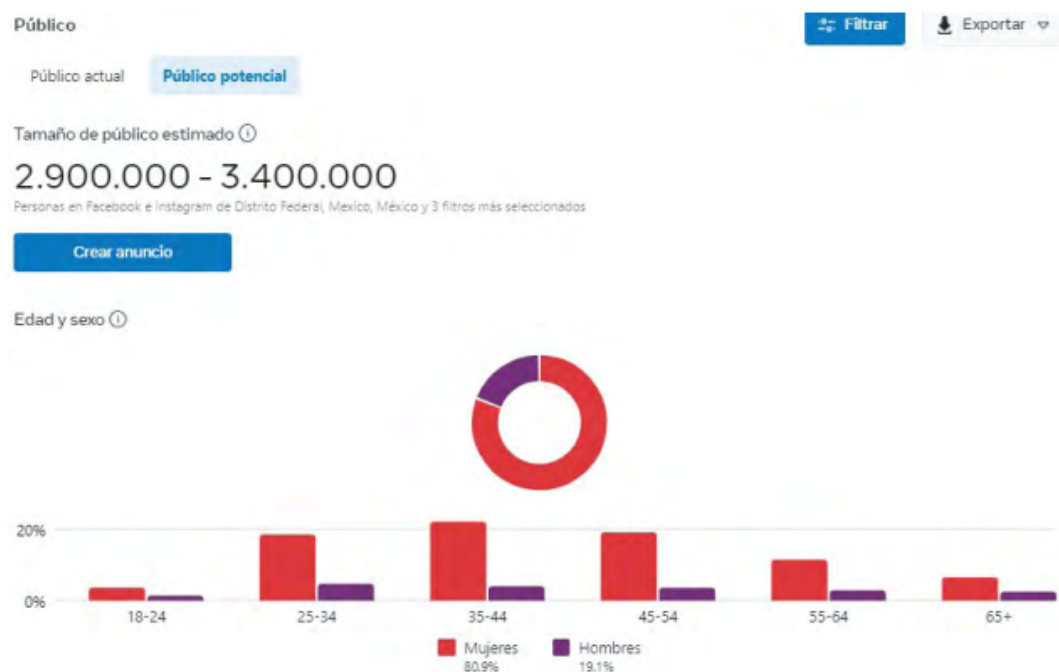 Público
Filtrar
Exportar
Público actual
Público potencial
Tamaño de público estimado
2.900.000 - 3.400.000
Personas en Facebook e Instagram de Distrito Federal, Mexico, México y 3 filtros más seleccionados
Crear anuncio
Edad y sexo
20%
0%
18-24 25-34 35-44 45-54 55-64 65+
Mujeres Hombres
80.9% 19.1%